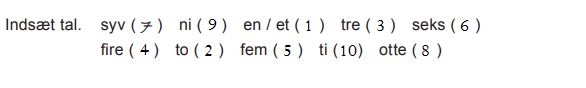 Indsæt tal. syv ( 7 ) ni ( 9 ) en / et ( 1 ) tre ( 3 ) seks ( 6 )
fire ( 4 ) to ( 2 ) fem ( 5 ) ti (10) otte ( 8 )